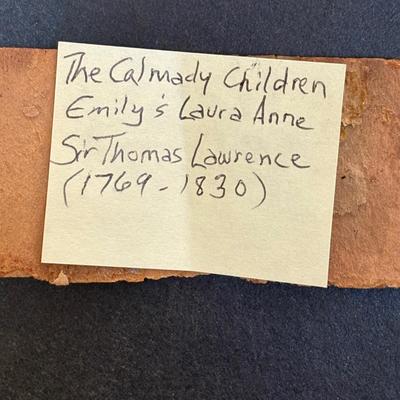 The Calmady Children
Emily & Laura Anne
Sir Thomas Lawrence
(1769-1830)